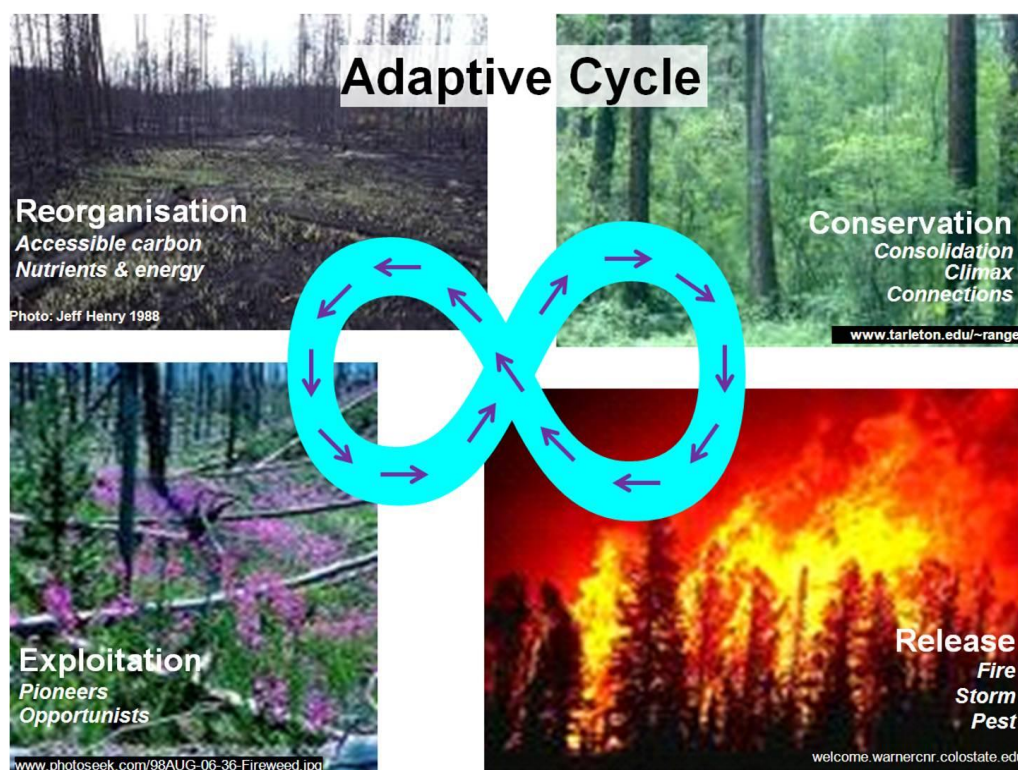 Adaptive Cycle
Reorganisation
Accessible carbon
Nutrients & energy
Photo: Jeff Henry 1988
Conservation
Consolidation
Climax
Connections
www.tarleton.edu/~range
Exploitation
Pioneers
Opportunists
www.photoseek.com/98AUG-06-36-Fireweed.jpg
Release
Fire
Storm
Pest
welcome.warnercnr.colostate.edu